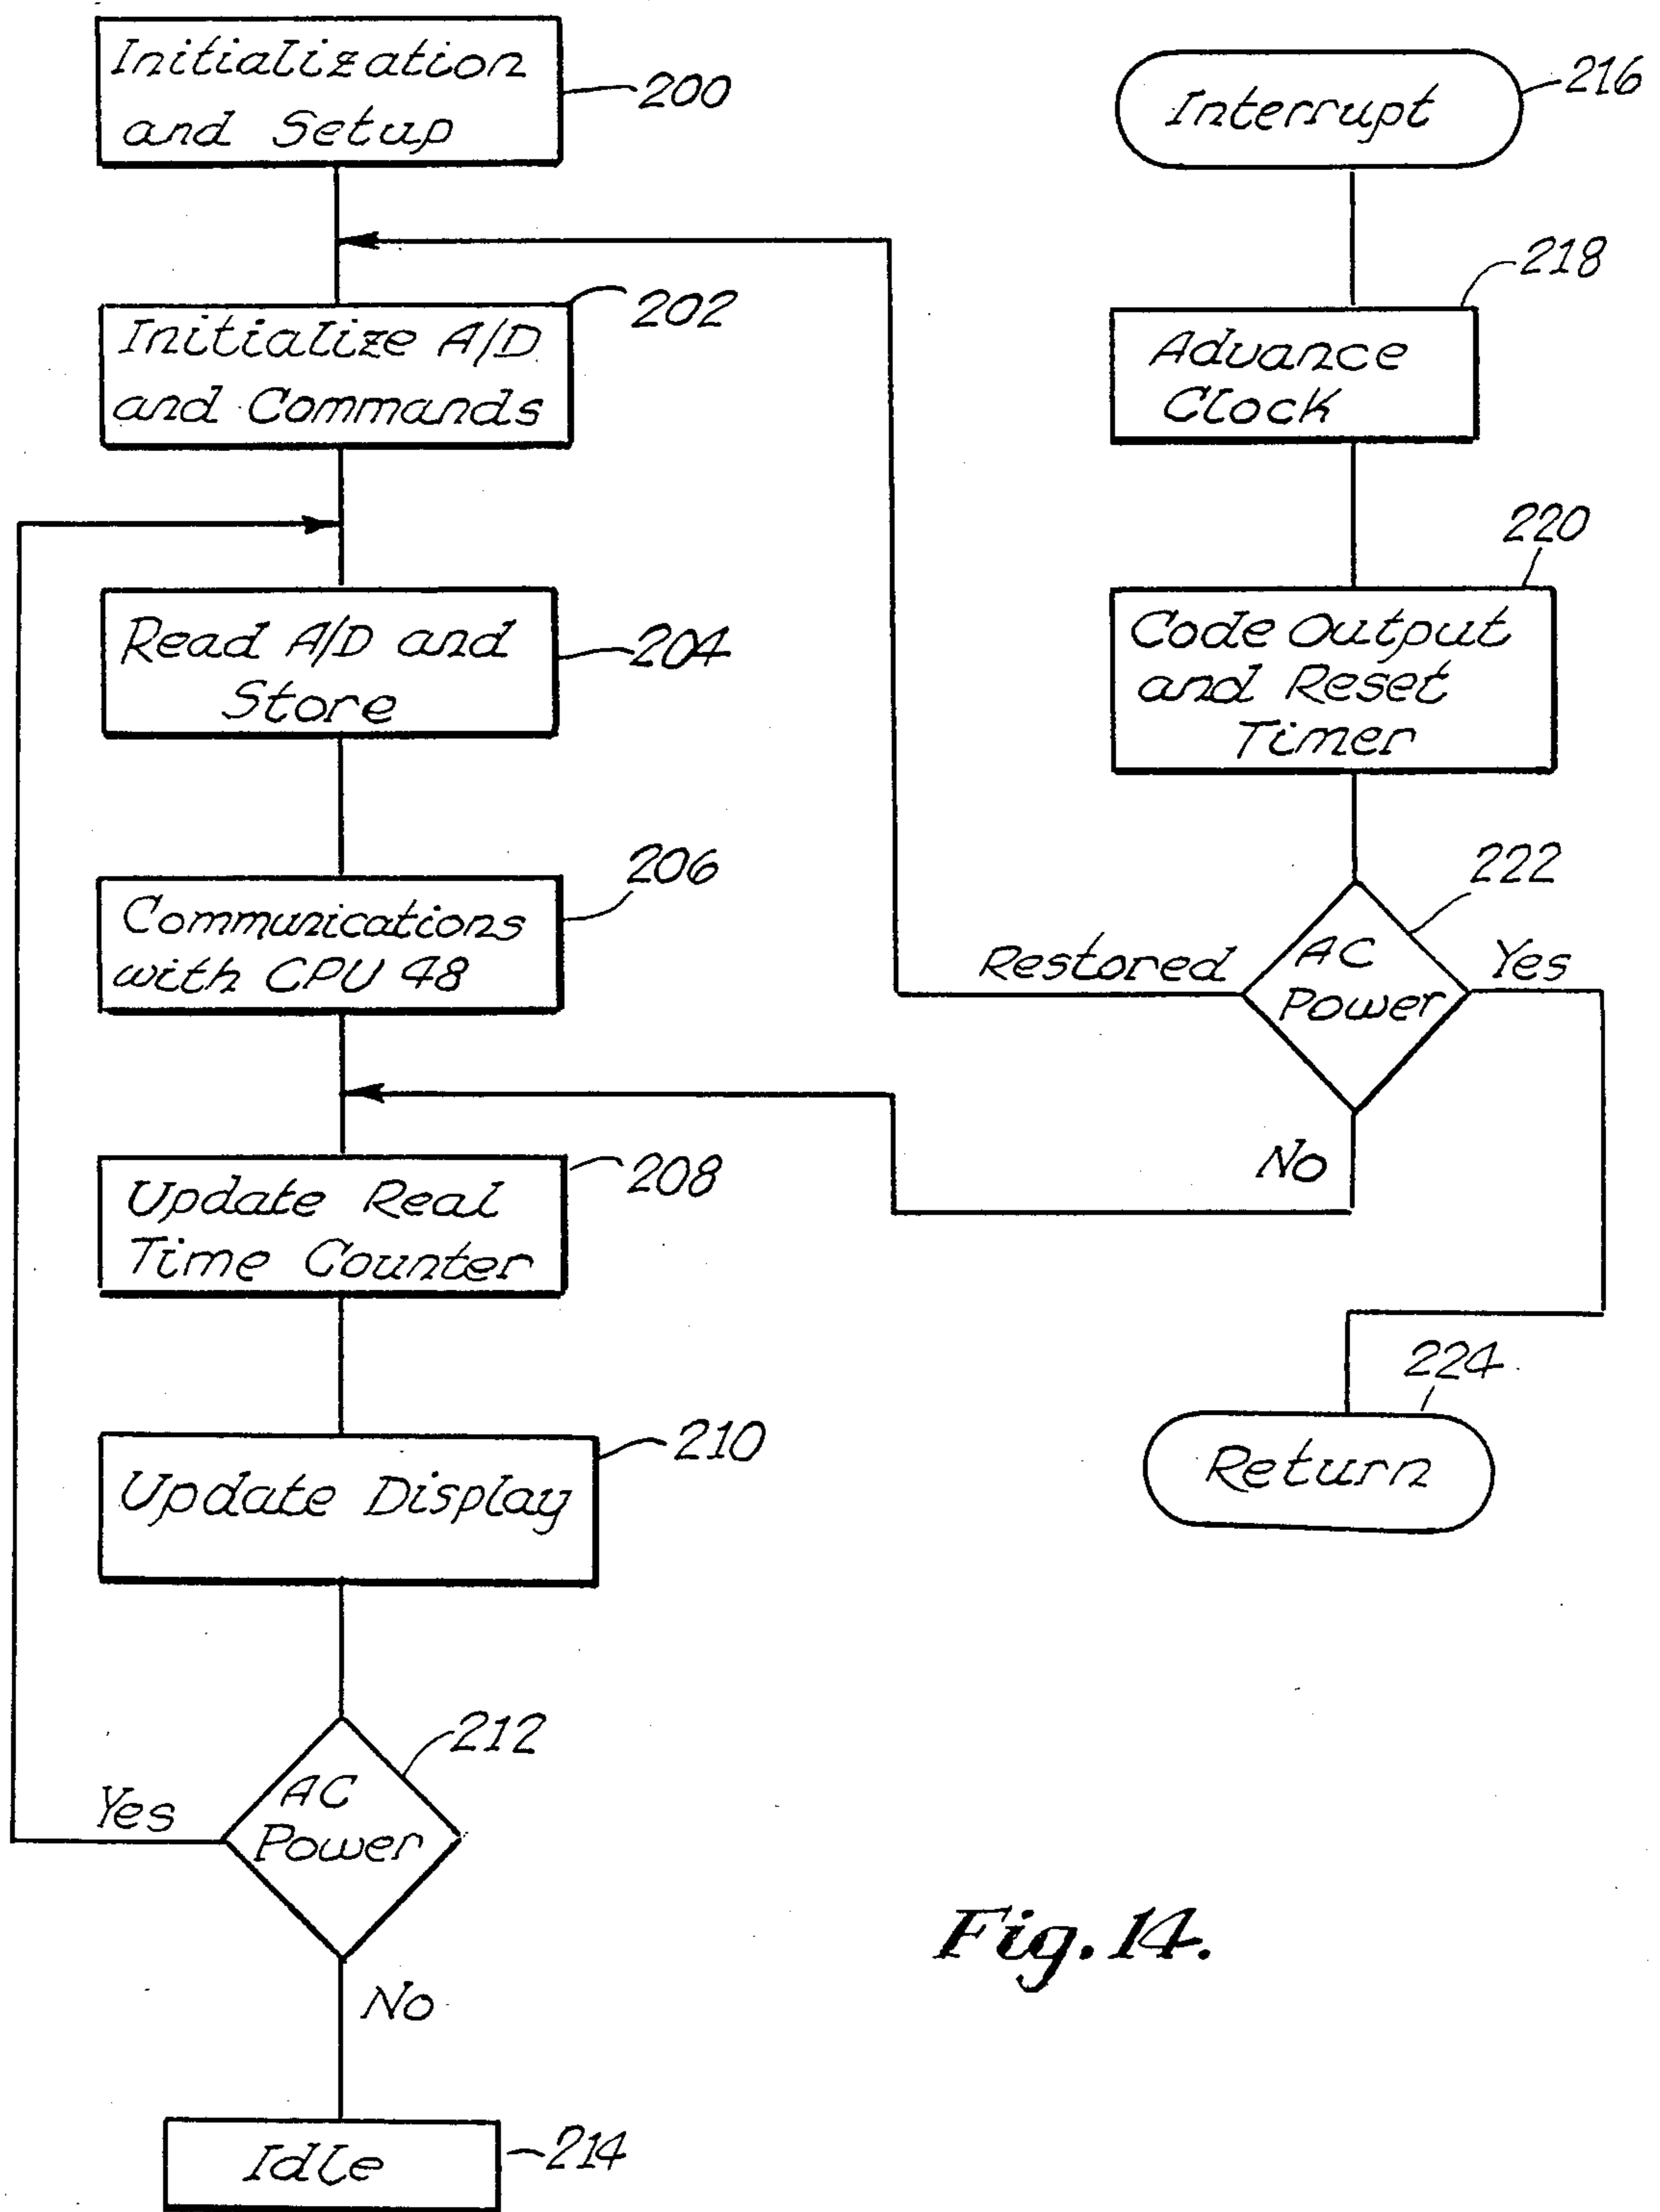 Initialization
and Setup
200
Initialize A/D
and Commands
202
Read A/D and
Store
204
Communications
with CPU 48
206
Update Real
Time Counter
208
Update Display
210
AC
Power
212
Yes
No
Idle
214
Interrupt
216
Advance
Clock
218
Code Output
and Reset
Timer
220
AC
Power
222
Restored
Yes
No
Return
224
Fig. 14.